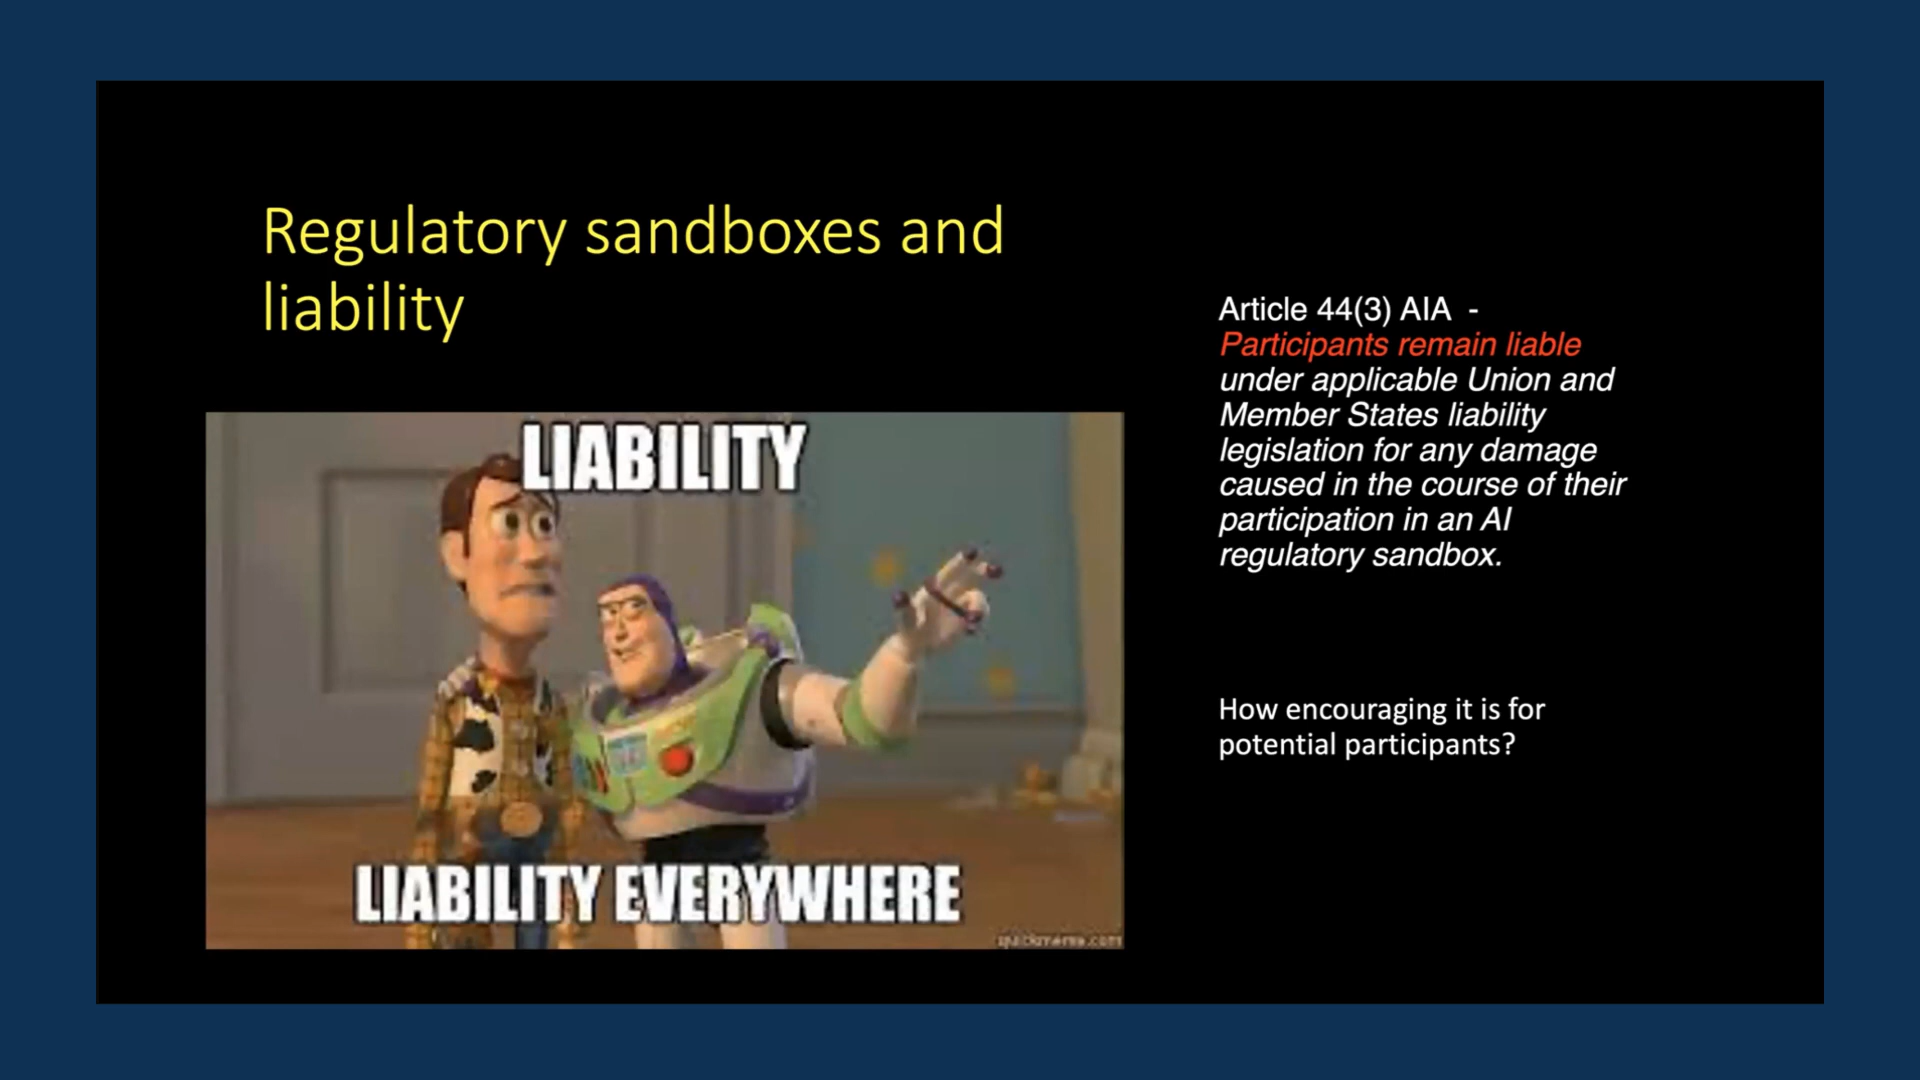 Regulatory sandboxes and
liability
LIABILITY
LIABILITY EVERYWHERE
quickmeme.com
Article 44(3) AIA -
Participants remain liable
under applicable Union and
Member States liability
legislation for any damage
caused in the course of their
participation in an AI
regulatory sandbox.
How encouraging it is for
potential participants?